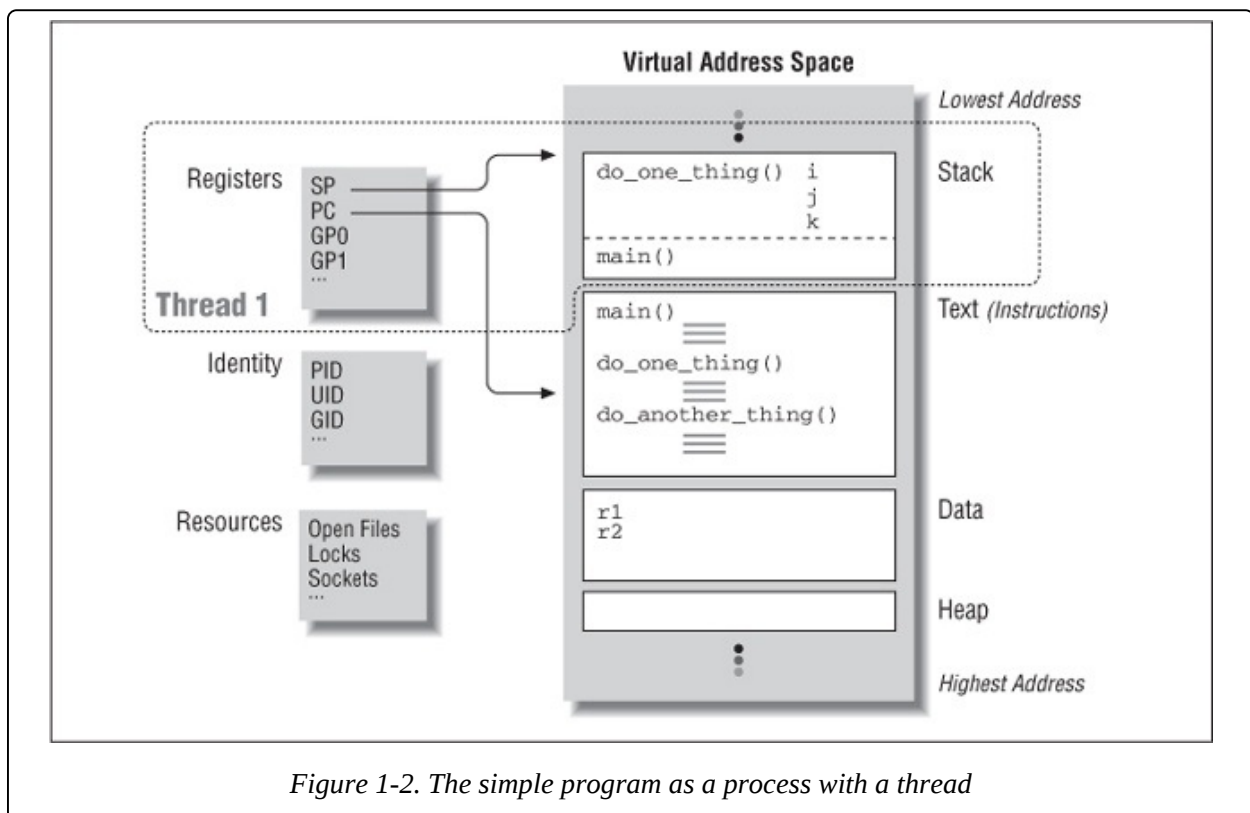 Virtual Address Space
Lowest Address
Registers
SP
PC
GP0
GP1
...
Thread 1
do_one_thing() i
j
k
main()
Stack
main()
do_one_thing()
do_another_thing()
Text (Instructions)
Identity
PID
UID
GID
...
Resources
Open Files
Locks
Sockets
...
r1
r2
Data
Heap
Highest Address
Figure 1-2. The simple program as a process with a thread